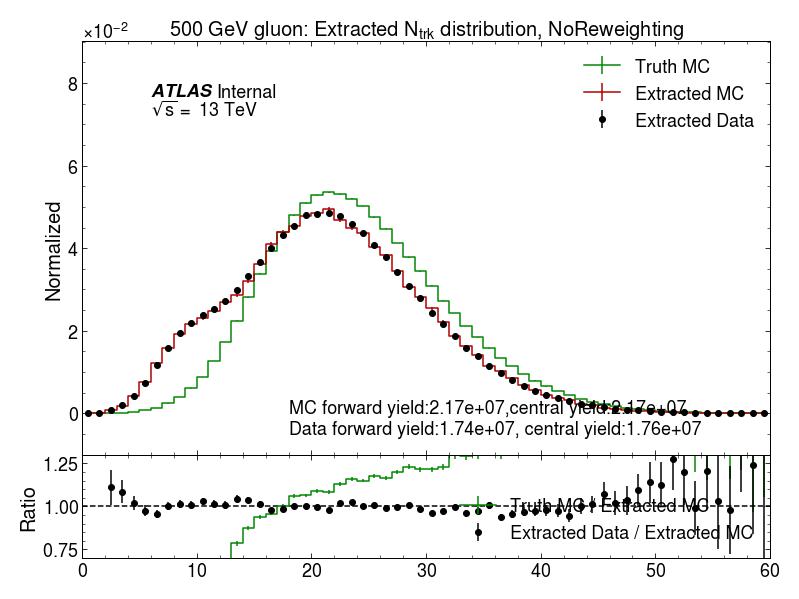 ×10⁻² 500 GeV gluon: Extracted Nₜᵣₖ distribution, NoReweighting
Truth MC
Extracted MC
Extracted Data
ATLAS Internal
√s = 13 TeV
Normalized
8
6
4
2
0
MC forward yield:2.17e+07,central yield:2.17e+07
Data forward yield:1.74e+07, central yield:1.76e+07
Ratio
1.25
1.00
0.75
Truth MC / Extracted MC
Extracted Data / Extracted MC
0 10 20 30 40 50 60